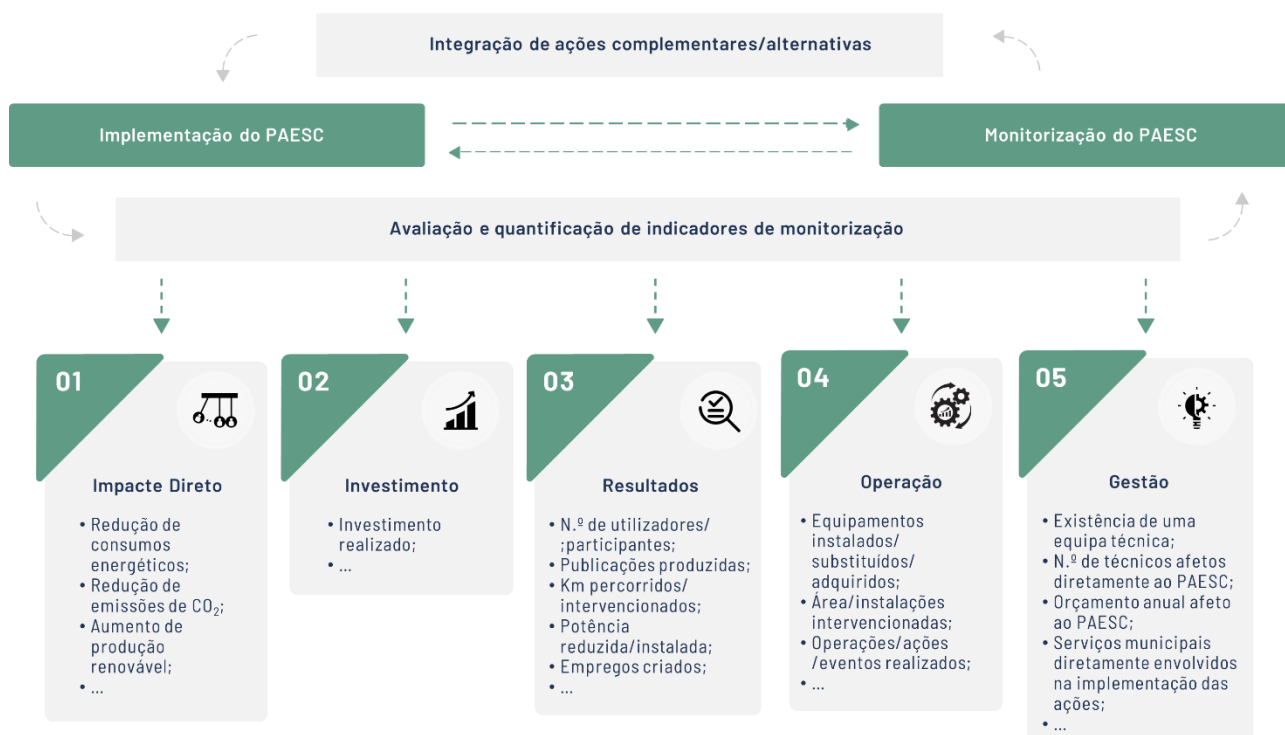 Integração de ações complementares/alternativas
Implementação do PAESC
Monitorização do PAESC
Avaliação e quantificação de indicadores de monitorização
01
Impacte Direto
• Redução de
consumos
energéticos;
• Redução de
emissões de CO₂;
• Aumento de
produção
renovável;
• ...
02
Investimento
• Investimento
realizado;
• ...
03
Resultados
• N.º de utilizadores/
;participantes;
• Publicações produzidas;
• Km percorridos/
intervencionados;
• Potência
reduzida/instalada;
• Empregos criados;
• ...
04
Operação
• Equipamentos
instalados/
substituídos/
adquiridos;
• Área/instalações
intervencionadas;
• Operações/ações
/eventos realizados;
• ...
05
Gestão
• Existência de uma
equipa técnica;
• N.º de técnicos afetos
diretamente ao PAESC;
• Orçamento anual afeto
ao PAESC;
• Serviços municipais
diretamente envolvidos
na implementação das
ações;
• ...